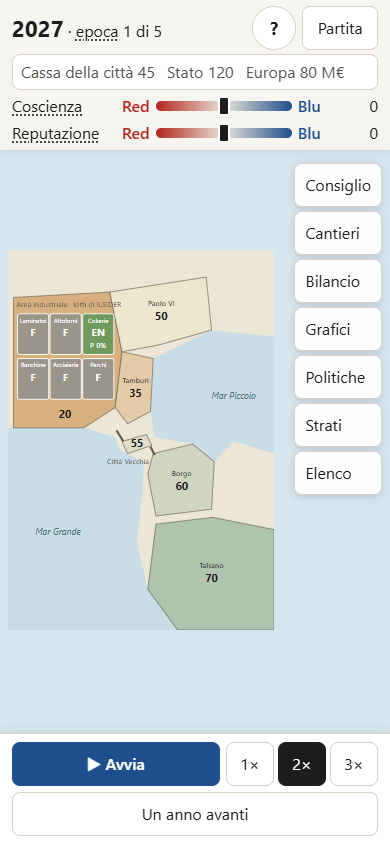 2027 · epoca 1 di 5
?
Partita
Cassa della città 45 Stato 120 Europa 80 M€
Coscienza Red Blu 0
Reputazione Red Blu 0
Consiglio
Cantieri
Bilancio
Grafici
Politiche
Strati
Elenco
Area industriale · lotti di ILSIDER
Laminatoi Altoforni Cokerie
F F EN
P 0%
Banchine Acciaieria Parchi
F F F
20
Paolo VI
50
Tamburi
35
Mar Piccolo
55
Città Vecchia
Borgo
60
Mar Grande
Talsano
70
▶ Avvia
1×
2×
3×
Un anno avanti